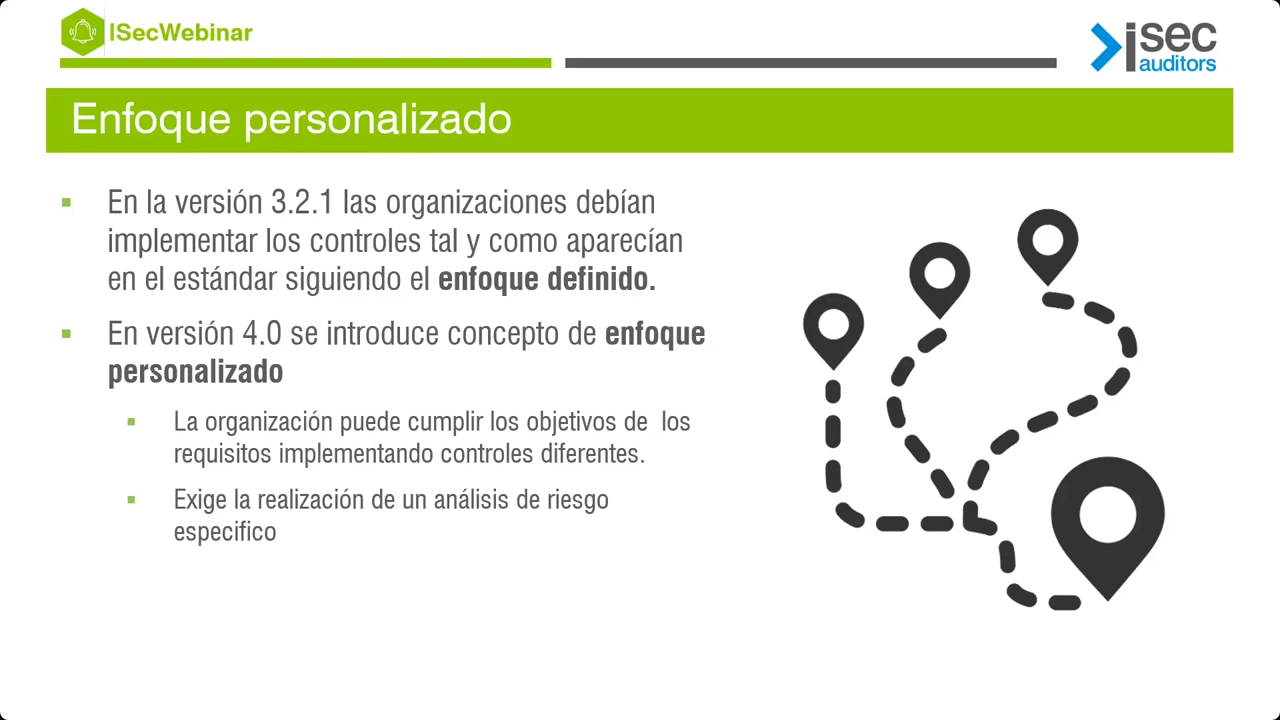 ISecWebinar
isec
auditors
Enfoque personalizado
En la versión 3.2.1 las organizaciones debían
implementar los controles tal y como aparecían
en el estándar siguiendo el enfoque definido.
En versión 4.0 se introduce concepto de enfoque
personalizado
La organización puede cumplir los objetivos de  los
requisitos implementando controles diferentes.
Exige la realización de un análisis de riesgo
especifico